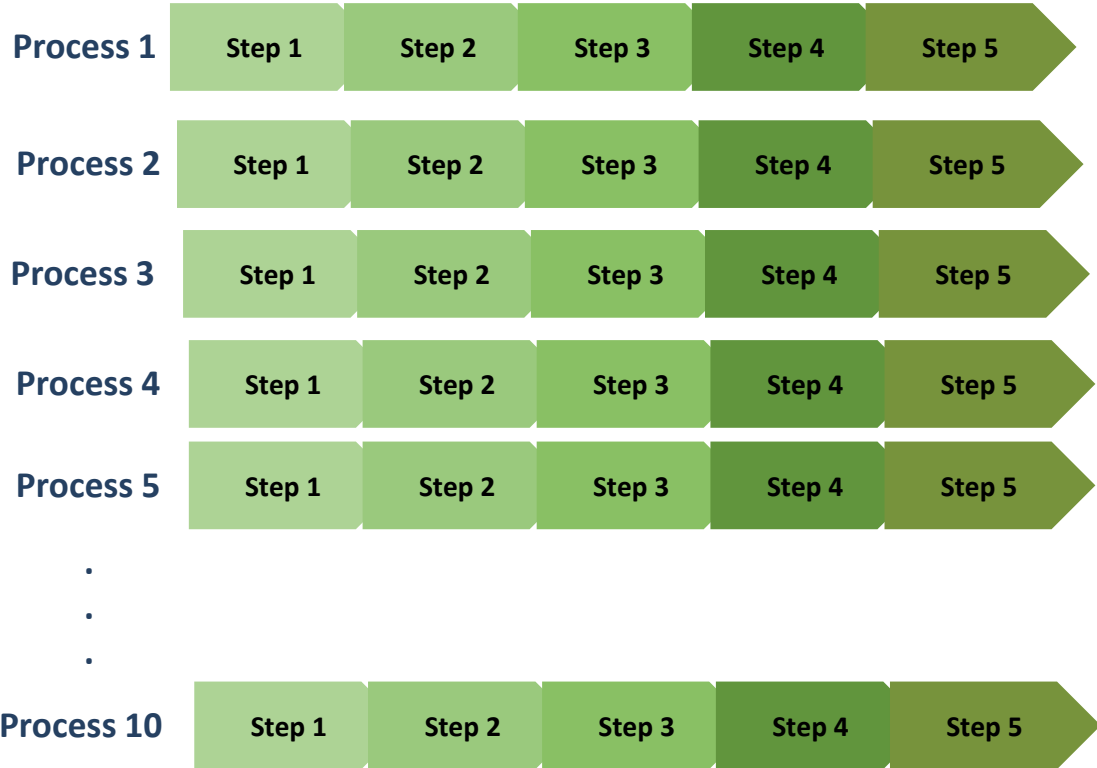 Process 1 Step 1 Step 2 Step 3 Step 4 Step 5
Process 2 Step 1 Step 2 Step 3 Step 4 Step 5
Process 3 Step 1 Step 2 Step 3 Step 4 Step 5
Process 4 Step 1 Step 2 Step 3 Step 4 Step 5
Process 5 Step 1 Step 2 Step 3 Step 4 Step 5
.
.
.
Process 10 Step 1 Step 2 Step 3 Step 4 Step 5